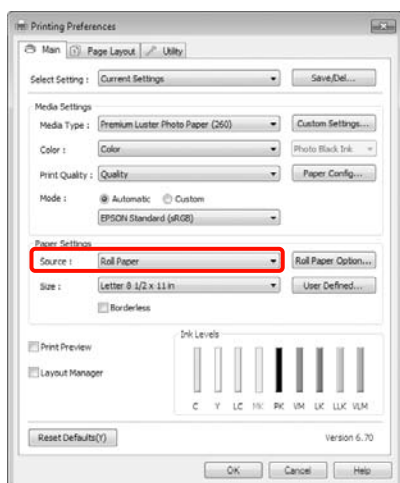 Printing Preferences
Main Page Layout Utility
Select Setting : Current Settings Save/Del...
Media Settings
Media Type : Premium Luster Photo Paper (260) Custom Settings...
Color : Color Photo Black Ink
Print Quality : Quality Paper Config...
Mode : Automatic Custom
EPSON Standard (sRGB)
Paper Settings
Source : Roll Paper Roll Paper Option...
Size : Letter 8 1/2 x 11 in User Defined...
Borderless
Ink Levels
Print Preview
Layout Manager
C Y LC MK PK VM LK LLK VLM
Reset Defaults(Y) Version 6.70
OK Cancel Help